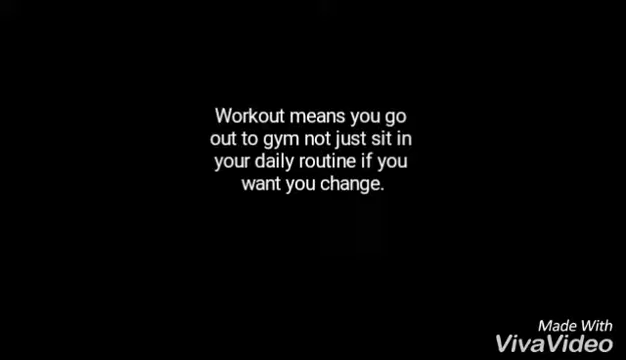 Workout means you go
out to gym not just sit in
your daily routine if you
want you change.
Made With
VivaVideo